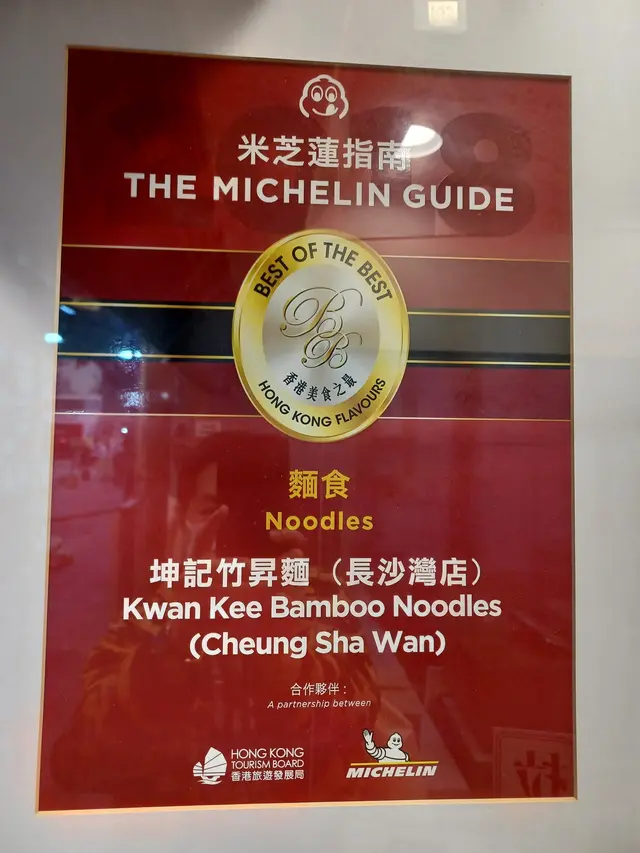 米芝蓮指南
THE MICHELIN GUIDE
BEST OF THE BEST
BB
香港美食之最
HONG KONG FLAVOURS
麵食
Noodles
坤記竹昇麵（長沙灣店）
Kwan Kee Bamboo Noodles
(Cheung Sha Wan)
合作夥伴 :
A partnership between
HONG KONG
TOURISM BOARD
香港旅遊發展局
MICHELIN